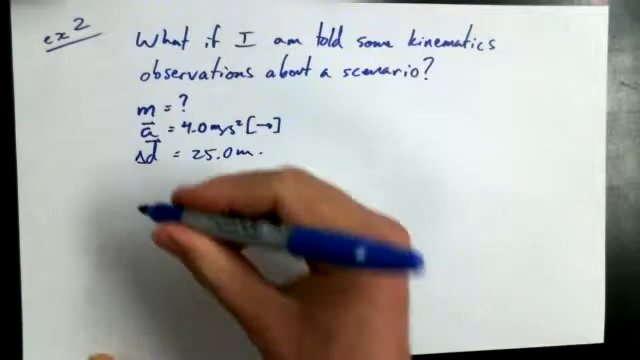 ex 2
What if I am told some kinematics
observations about a scenario?
m = ?
a⃗ = 4.0 m/s² [→]
Δd⃗ = 25.0 m.